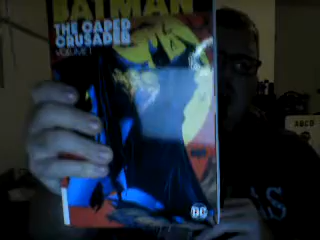 BATMAN
THE CAPED
CRUSADER
VOLUME 1
DC